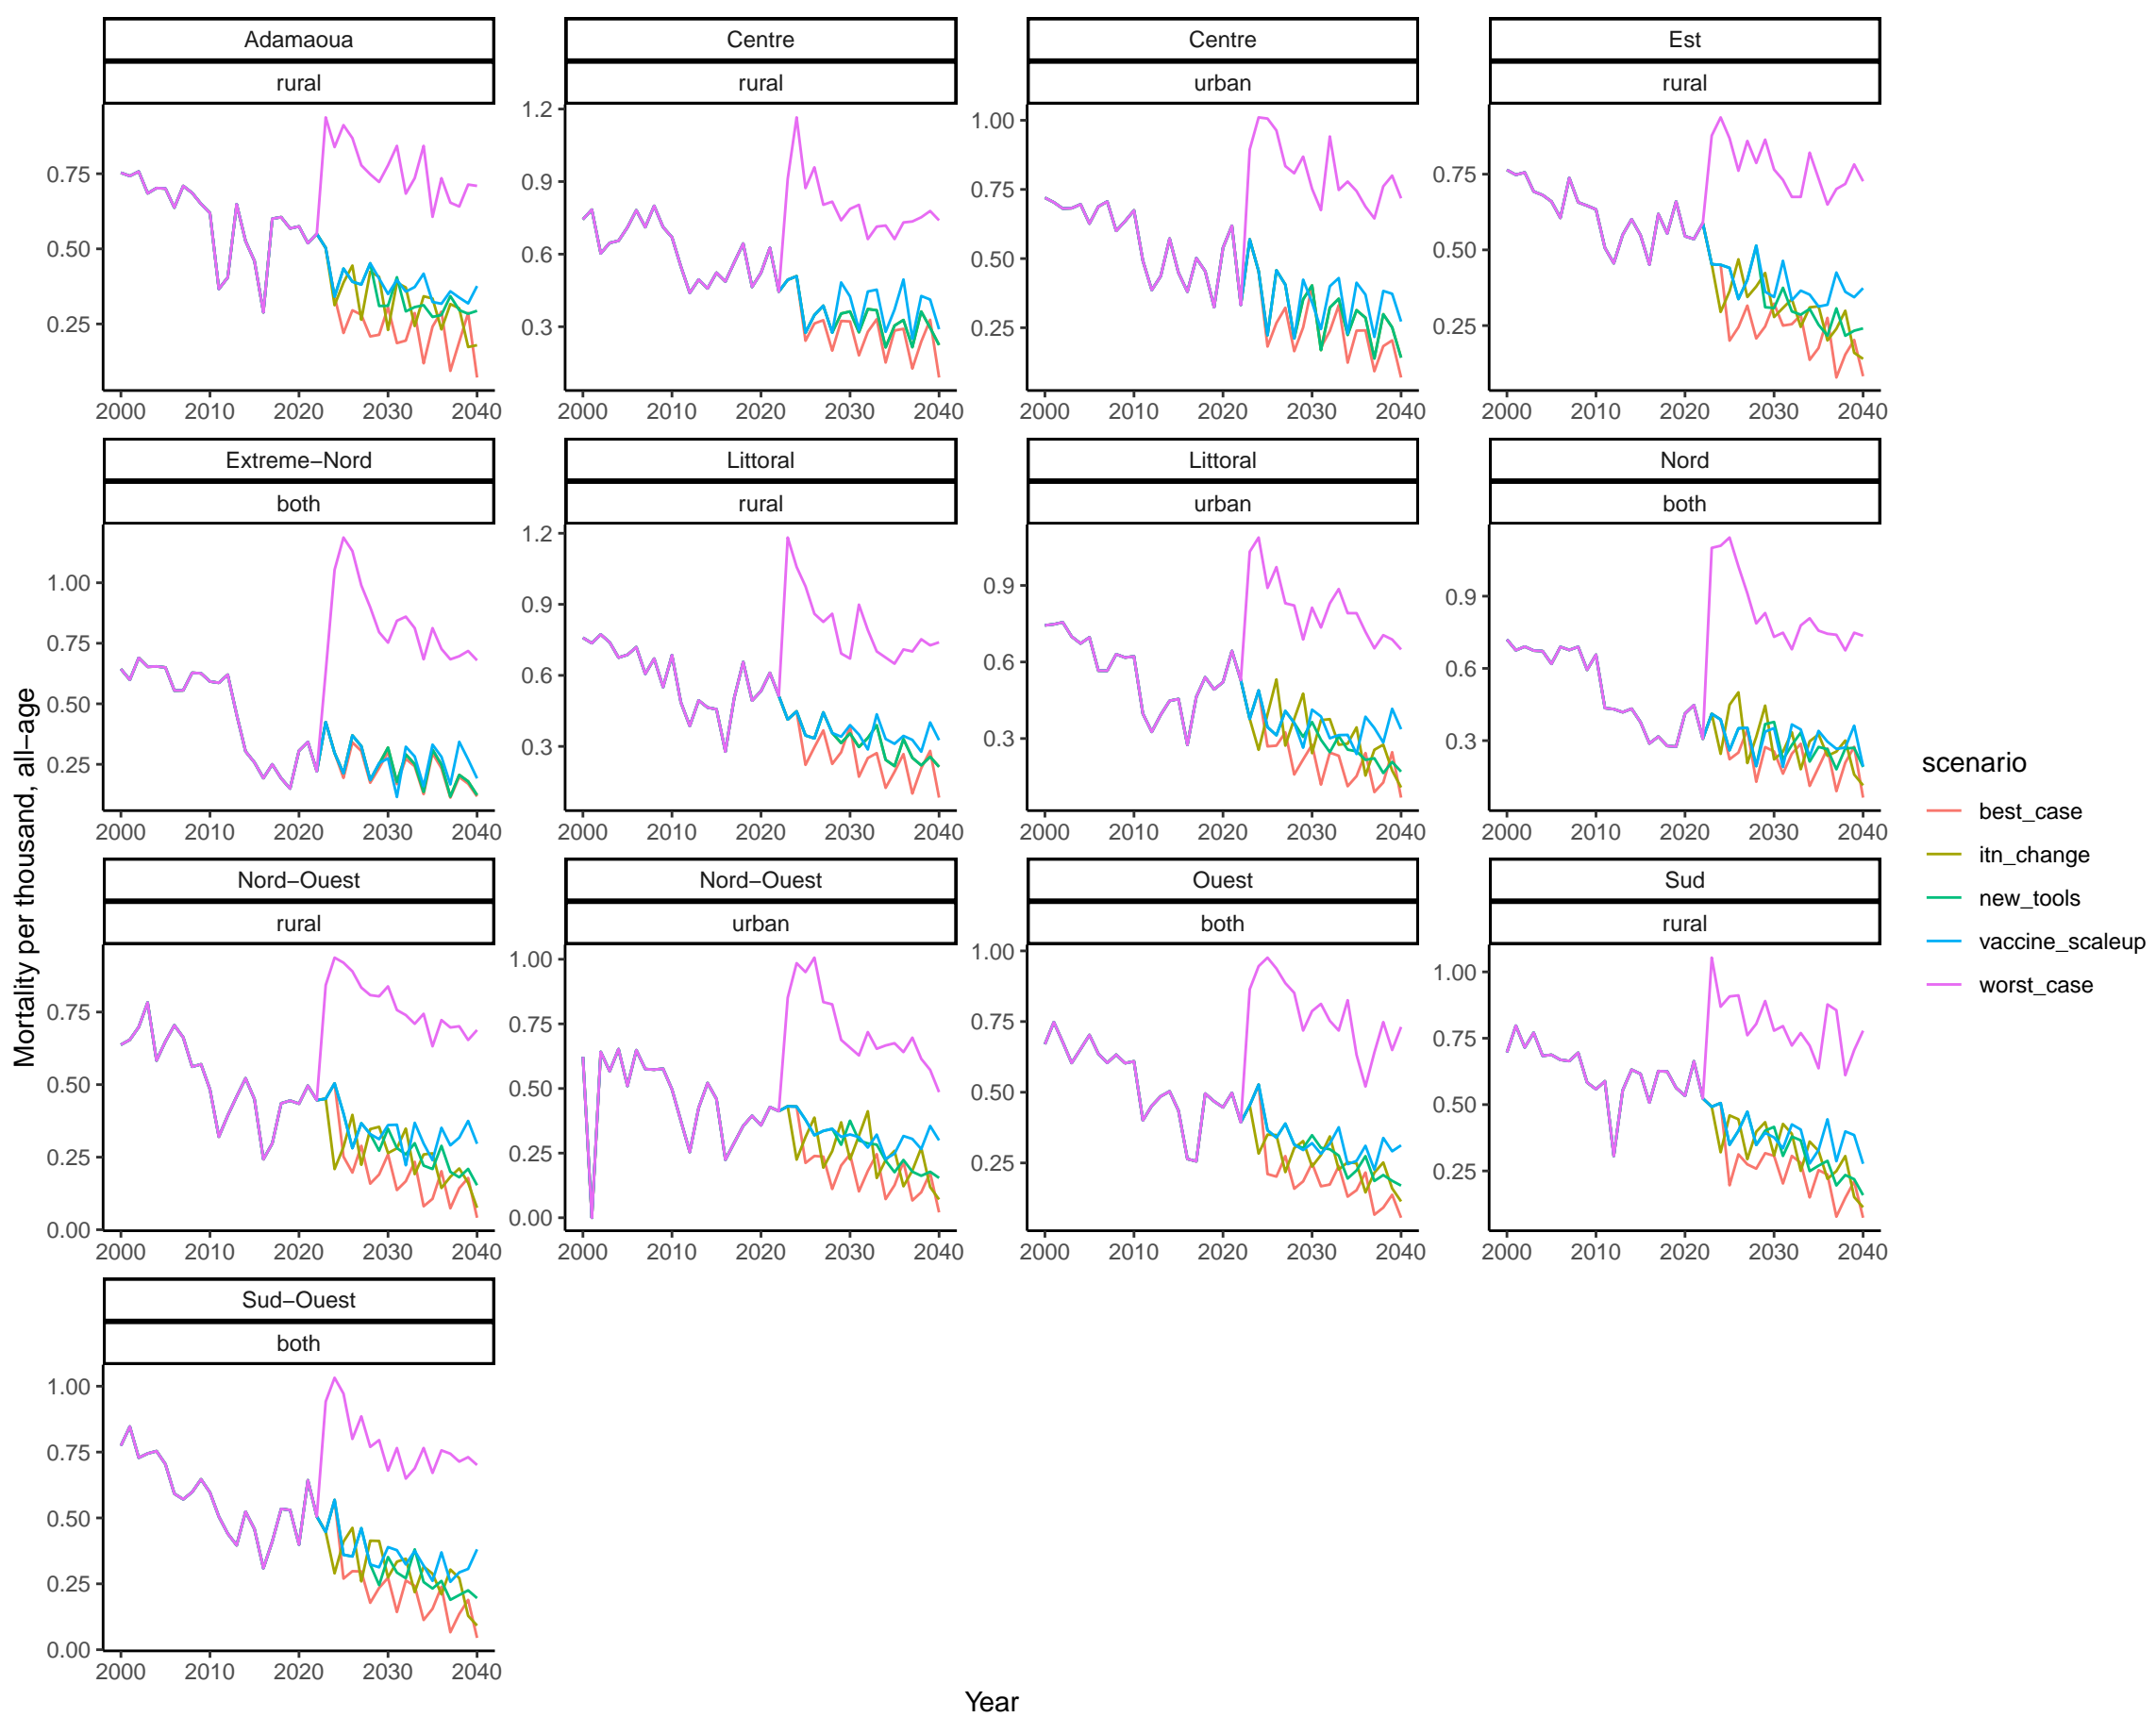 Adamaoua
rural
Centre
rural
Centre
urban
Est
rural
0.75
0.50
0.25
2000 2010 2020 2030 2040
1.2
0.9
0.6
0.3
2000 2010 2020 2030 2040
1.00
0.75
0.50
0.25
2000 2010 2020 2030 2040
0.75
0.50
0.25
2000 2010 2020 2030 2040
Extreme−Nord
both
Littoral
rural
Littoral
urban
Nord
both
1.00
0.75
0.50
0.25
2000 2010 2020 2030 2040
1.2
0.9
0.6
0.3
2000 2010 2020 2030 2040
0.9
0.6
0.3
2000 2010 2020 2030 2040
0.9
0.6
0.3
2000 2010 2020 2030 2040
Nord−Ouest
rural
Nord−Ouest
urban
Ouest
both
Sud
rural
0.75
0.50
0.25
0.00
2000 2010 2020 2030 2040
1.00
0.75
0.50
0.25
0.00
2000 2010 2020 2030 2040
1.00
0.75
0.50
0.25
2000 2010 2020 2030 2040
1.00
0.75
0.50
0.25
2000 2010 2020 2030 2040
Sud−Ouest
both
1.00
0.75
0.50
0.25
0.00
2000 2010 2020 2030 2040
Mortality per thousand, all−age
Year
scenario
best_case
itn_change
new_tools
vaccine_scaleup
worst_case